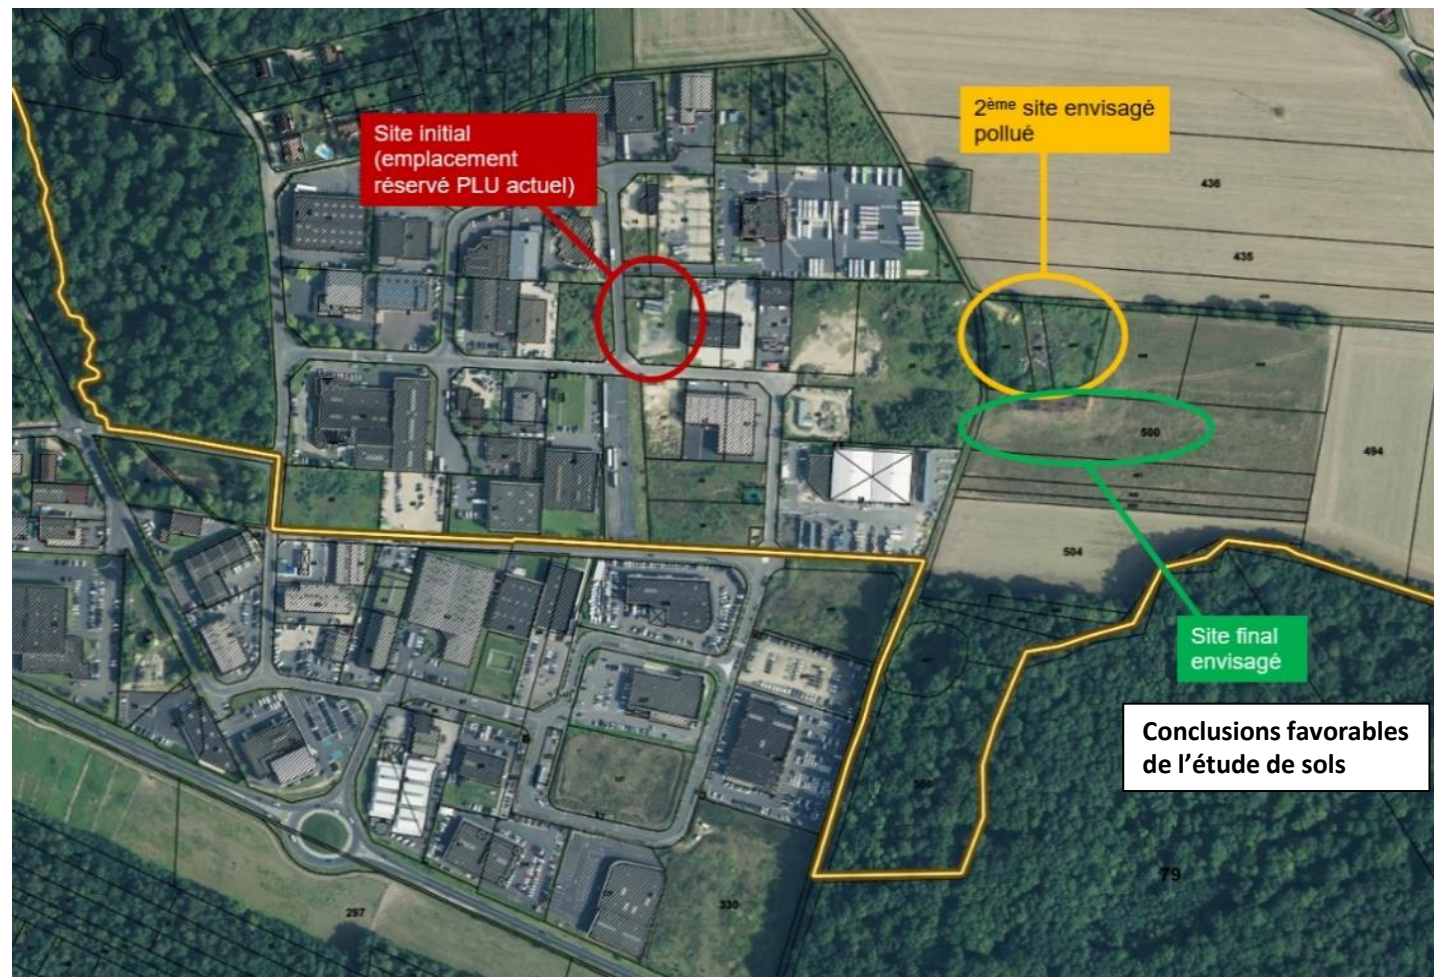 Site initial
(emplacement
réservé PLU actuel)
2ème site envisagé
pollué
436
435
500
494
504
Site final
envisagé
Conclusions favorables
de l’étude de sols
79
330
297